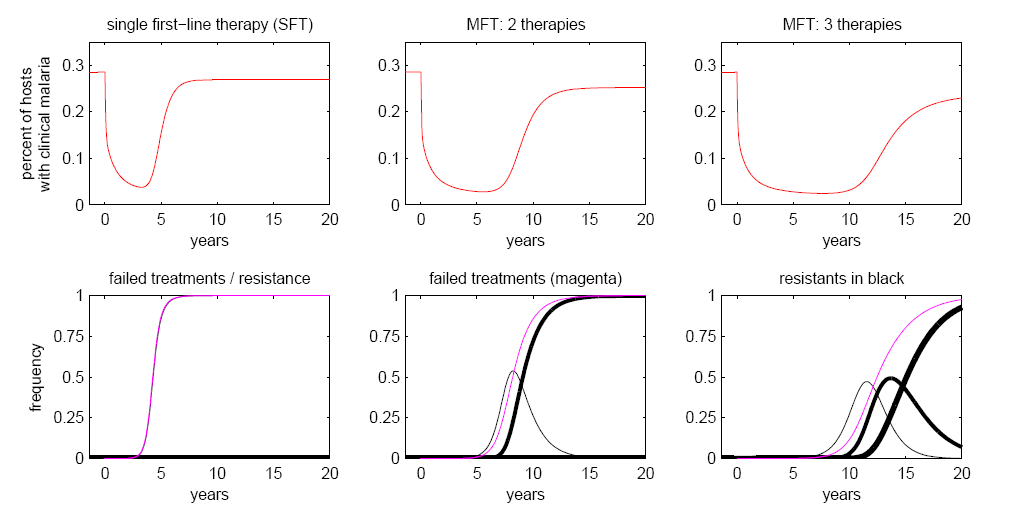 single first−line therapy (SFT)
MFT: 2 therapies
MFT: 3 therapies
percent of hosts
with clinical malaria
0.3
0.2
0.1
0
0 5 10 15 20
years
0.3
0.2
0.1
0
0 5 10 15 20
years
0.3
0.2
0.1
0
0 5 10 15 20
years
failed treatments / resistance
failed treatments (magenta)
resistants in black
frequency
1
0.75
0.5
0.25
0
0 5 10 15 20
years
1
0.75
0.5
0.25
0
0 5 10 15 20
years
1
0.75
0.5
0.25
0
0 5 10 15 20
years